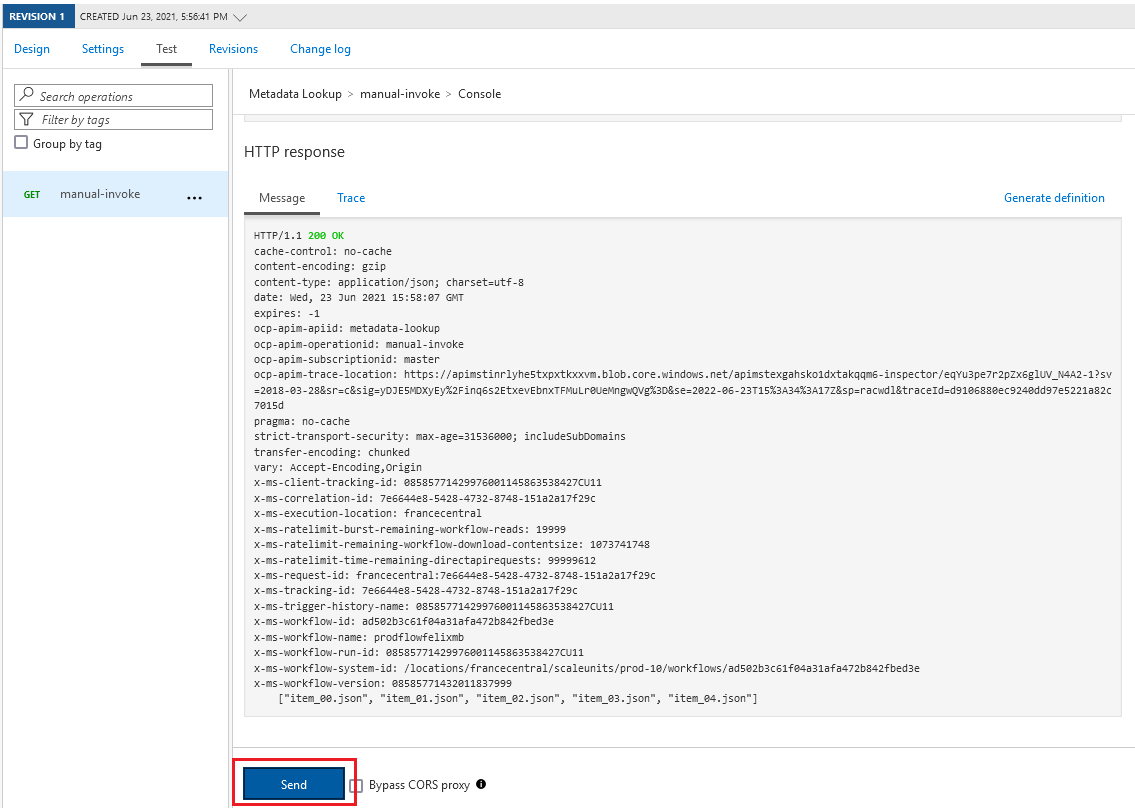 REVISION 1 CREATED Jun 23, 2021, 5:56:41 PM
Design Settings Test Revisions Change log
Search operations
Filter by tags
Group by tag
GET manual-invoke ...
Metadata Lookup > manual-invoke > Console
HTTP response
Message Trace Generate definition
HTTP/1.1 200 OK
cache-control: no-cache
content-encoding: gzip
content-type: application/json; charset=utf-8
date: Wed, 23 Jun 2021 15:58:07 GMT
expires: -1
ocp-apim-apiid: metadata-lookup
ocp-apim-operationid: manual-invoke
ocp-apim-subscriptionid: master
ocp-apim-trace-location: https://apimstinrlyhe5txpxtkxxvm.blob.core.windows.net/apimstexgahsko1dxtakqqm6-inspector/eqYu3pe7r2pZx6glUV_N4A2-1?sv
=2018-03-28&sr=c&sig=yDJE5MDXyEy%2Finq6s2EtxevEbnxTFMuLr0UeMngwQVg%3D&se=2022-06-23T15%3A34%3A17Z&sp=racwdl&traceId=d9106880ec9240dd97e5221a82c
7015d
pragma: no-cache
strict-transport-security: max-age=31536000; includeSubDomains
transfer-encoding: chunked
vary: Accept-Encoding,Origin
x-ms-client-tracking-id: 08585771429976001145863538427CU11
x-ms-correlation-id: 7e6644e8-5428-4732-8748-151a2a17f29c
x-ms-execution-location: francecentral
x-ms-ratelimit-burst-remaining-workflow-reads: 19999
x-ms-ratelimit-remaining-workflow-download-contentsize: 1073741748
x-ms-ratelimit-time-remaining-directapirequests: 99999612
x-ms-request-id: francecentral:7e6644e8-5428-4732-8748-151a2a17f29c
x-ms-tracking-id: 7e6644e8-5428-4732-8748-151a2a17f29c
x-ms-trigger-history-name: 08585771429976001145863538427CU11
x-ms-workflow-id: ad502b3c61f04a31afa472b842fbed3e
x-ms-workflow-name: prodflowfelixmb
x-ms-workflow-run-id: 08585771429976001145863538427CU11
x-ms-workflow-system-id: /locations/francecentral/scaleunits/prod-10/workflows/ad502b3c61f04a31afa472b842fbed3e
x-ms-workflow-version: 08585771432011837999
["item_00.json", "item_01.json", "item_02.json", "item_03.json", "item_04.json"]
Send Bypass CORS proxy